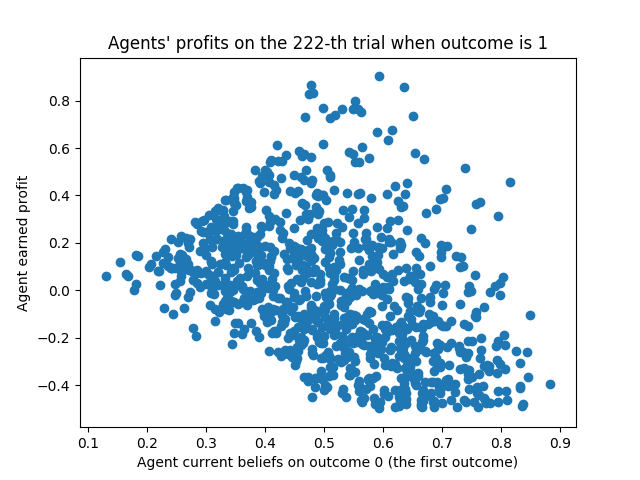 Agents' profits on the 222-th trial when outcome is 1
Agent earned profit
0.8
0.6
0.4
0.2
0.0
−0.2
−0.4
0.1 0.2 0.3 0.4 0.5 0.6 0.7 0.8 0.9
Agent current beliefs on outcome 0 (the first outcome)